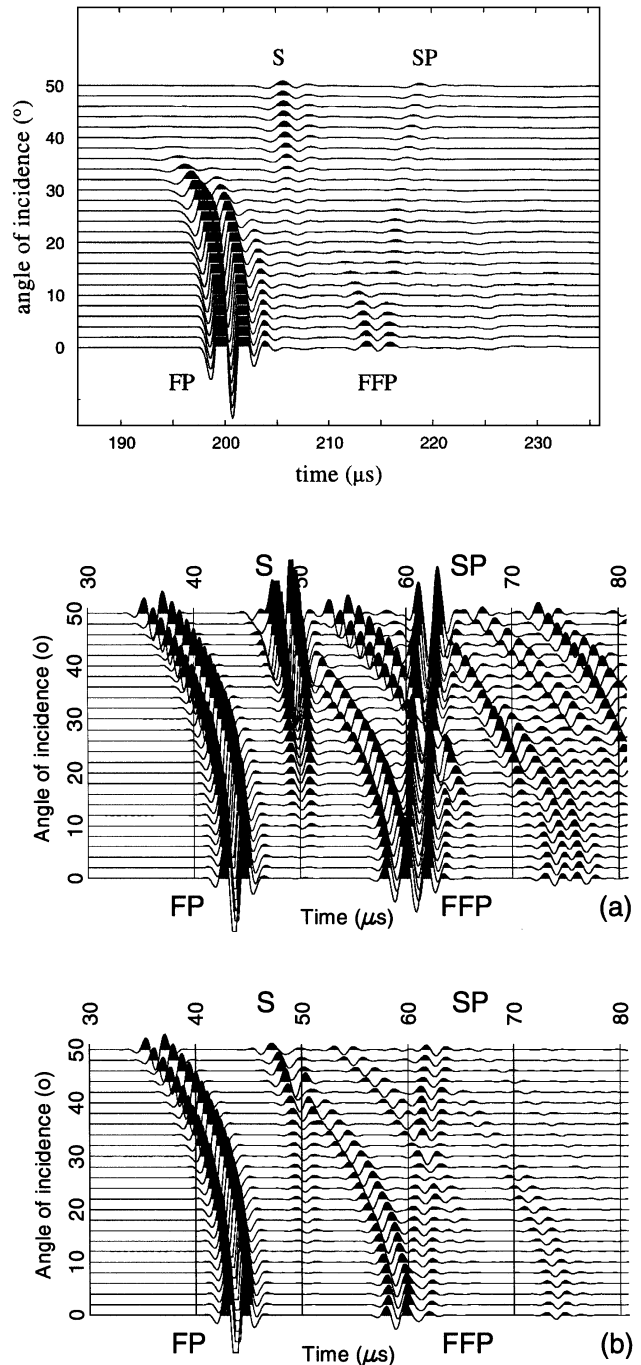 S SP
angle of incidence (°)
50
40
30
20
10
0
FP FFP
190 200 210 220 230
time (µs)
30 40 50 60 70 80
S SP
Angle of incidence (o)
50
40
30
20
10
0
FP Time (µs) FFP (a)
30 40 50 60 70 80
S SP
Angle of incidence (o)
50
40
30
20
10
0
FP Time (µs) FFP (b)